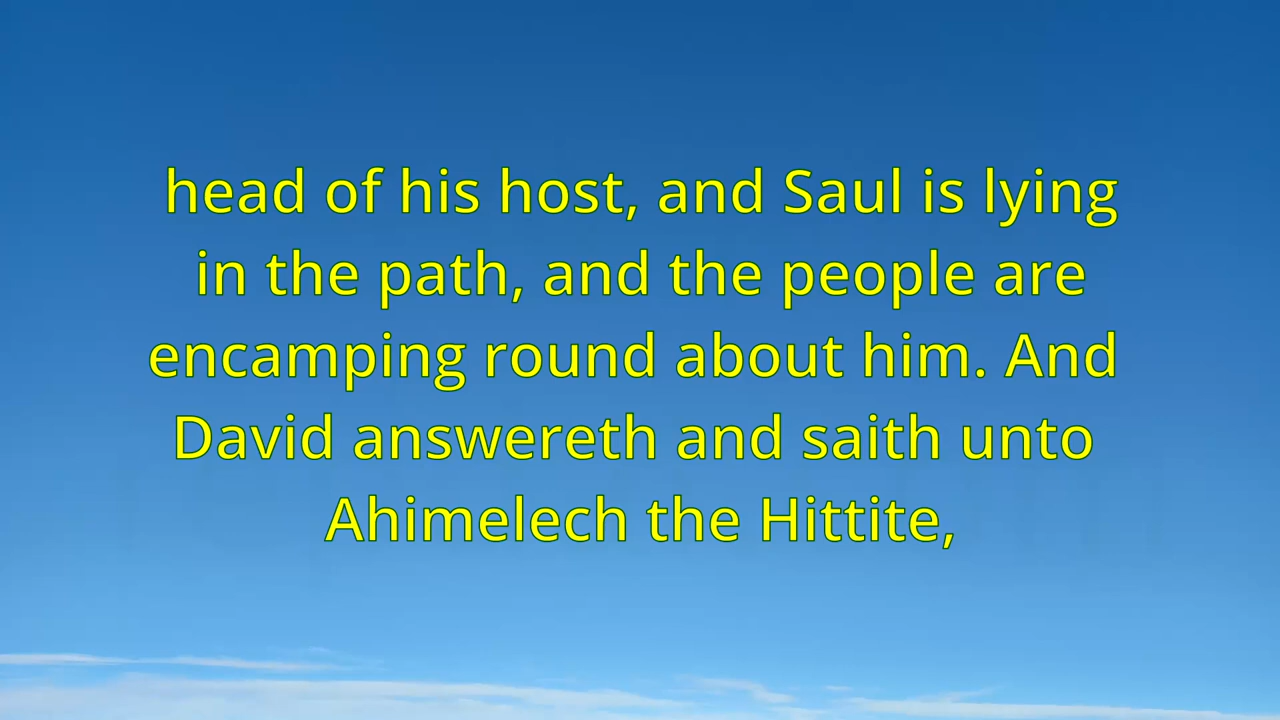 head of his host, and Saul is lying
in the path, and the people are
encamping round about him. And
David answereth and saith unto
Ahimelech the Hittite,